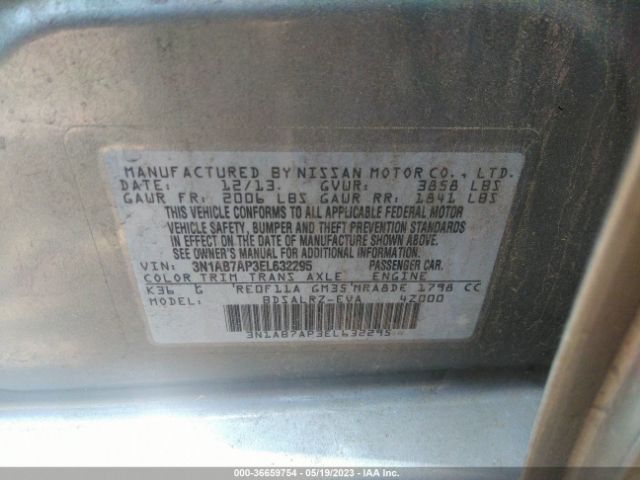 MANUFACTURED BY NISSAN MOTOR CO., LTD.
DATE: 12/13. GVWR: 3858 LBS
GAWR FR: 2006 LBS GAWR RR: 1841 LBS
THIS VEHICLE CONFORMS TO ALL APPLICABLE FEDERAL MOTOR
VEHICLE SAFETY, BUMPER AND THEFT PREVENTION STANDARDS
IN EFFECT ON THE DATE OF MANUFACTURE SHOWN ABOVE.
SEE OWNER'S MANUAL FOR ADDITIONAL INFORMATION.
VIN: 3N1AB7AP3EL632295 PASSENGER CAR.
COLOR TRIM TRANS AXLE ENGINE
K36 G RE0F11A GM35 MRA8DE 1798 CC
MODEL: BDSALRZ-EVA 4Z000
3N1AB7AP3EL632295
000-36659754 - 05/19/2023 - IAA Inc.